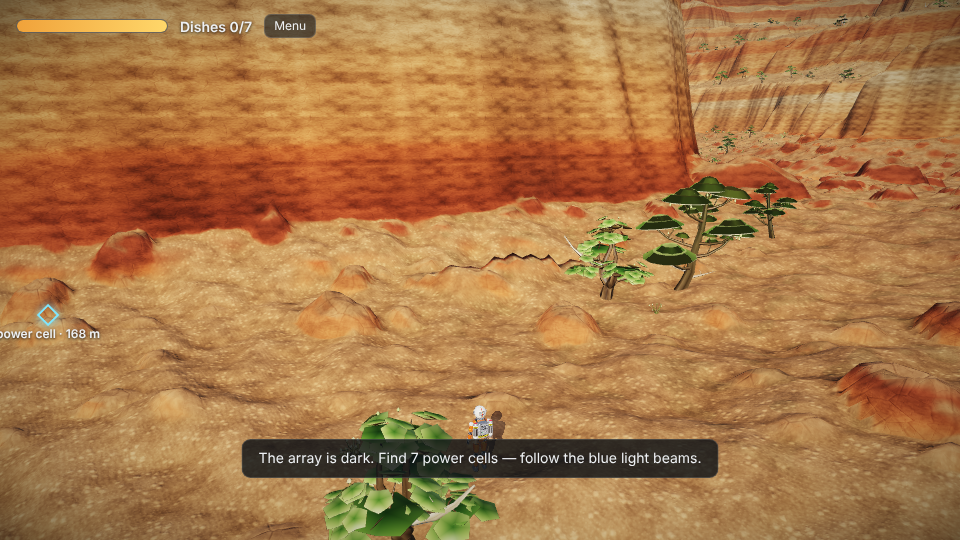 Dishes 0/7 Menu
power cell · 168 m
The array is dark. Find 7 power cells — follow the blue light beams.